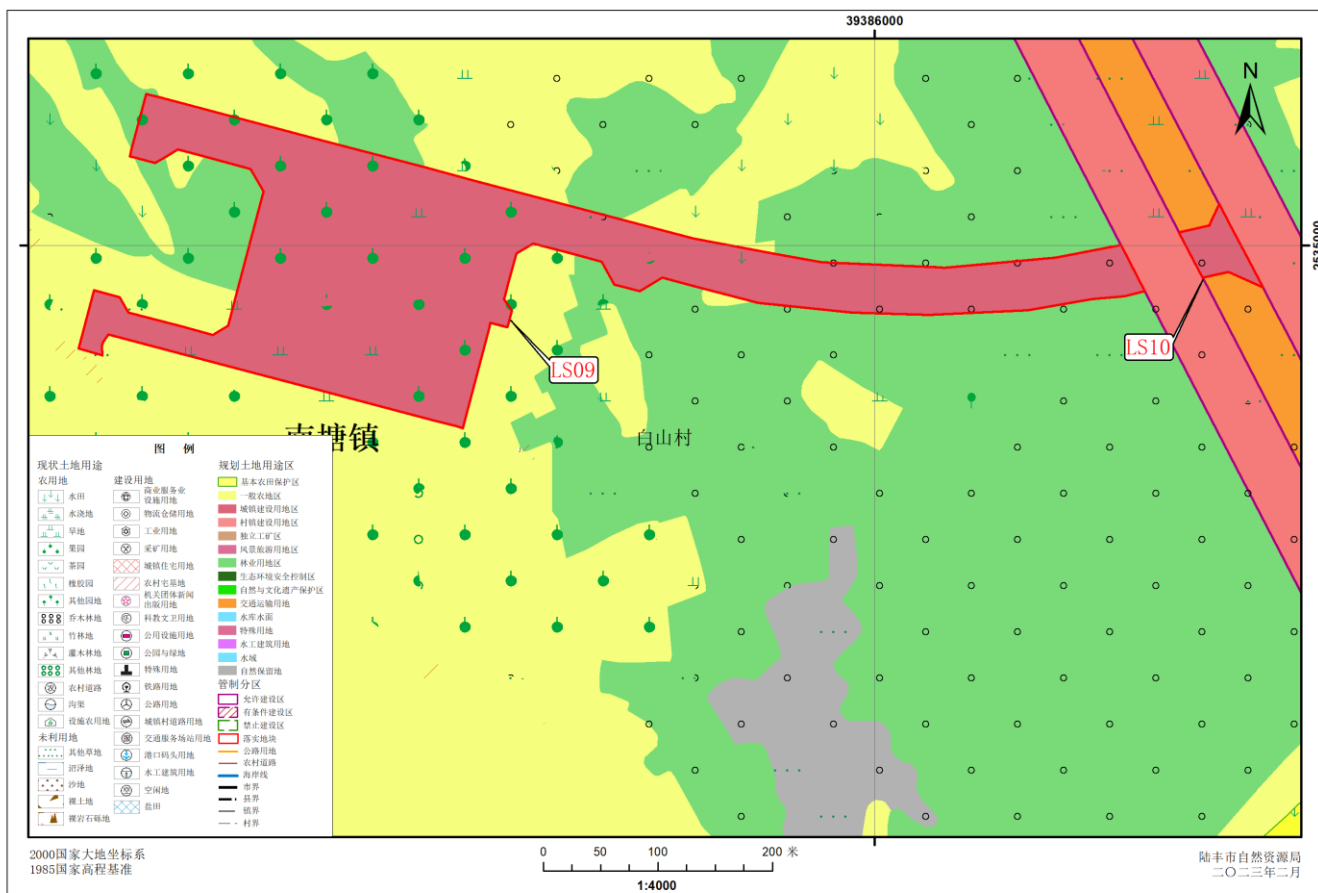 39386000
N
2535000
LS09
LS10
南塘镇
白山村
图 例
现状土地用途
农用地
水田
水浇地
旱地
果园
茶园
橡胶园
其他园地
乔木林地
竹林地
灌木林地
其他林地
农村道路
沟渠
设施农用地
未利用地
其他草地
沼泽地
沙地
裸土地
裸岩石砾地
建设用地
商业服务业
设施用地
物流仓储用地
工业用地
采矿用地
城镇住宅用地
农村宅基地
机关团体新闻
出版用地
科教文卫用地
公用设施用地
公园与绿地
特殊用地
铁路用地
公路用地
城镇村道路用地
交通服务场站用地
港口码头用地
水工建筑用地
空闲地
盐田
规划土地用途区
基本农田保护区
一般农地区
城镇建设用地区
村镇建设用地区
独立工矿区
风景旅游用地区
林业用地区
生态环境安全控制区
自然与文化遗产保护区
交通运输用地
水库水面
特殊用地
水工建筑用地
水域
自然保留地
管制分区
允许建设区
有条件建设区
禁止建设区
落实地块
公路用地
农村道路
海岸线
市界
县界
镇界
村界
2000国家大地坐标系
1985国家高程基准
0 50 100 200 米
1:4000
陆丰市自然资源局
二〇二三年二月